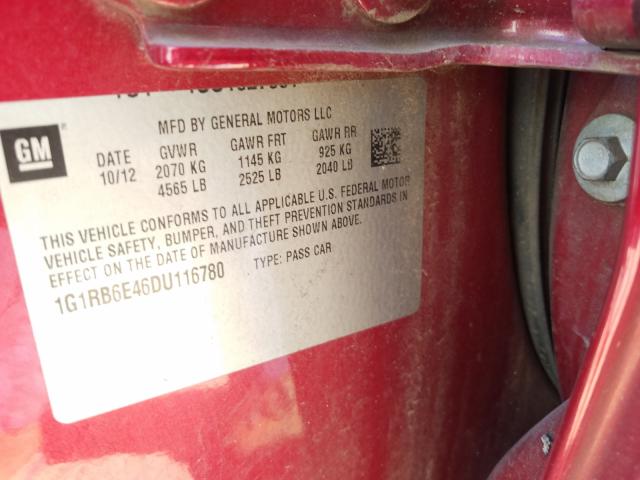 MFD BY GENERAL MOTORS LLC
GM
DATE GVWR GAWR FRT GAWR RR
10/12 2070 KG 1145 KG 925 KG
4565 LB 2525 LB 2040 LB
THIS VEHICLE CONFORMS TO ALL APPLICABLE U.S. FEDERAL MOTOR
VEHICLE SAFETY, BUMPER, AND THEFT PREVENTION STANDARDS IN
EFFECT ON THE DATE OF MANUFACTURE SHOWN ABOVE.
1G1RB6E46DU116780 TYPE: PASS CAR